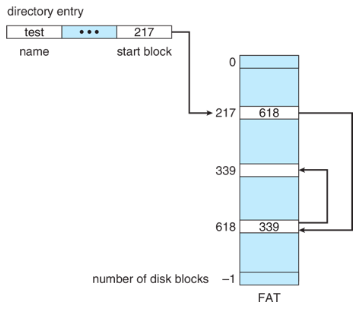 directory entry
test ••• 217
name start block
0
217 618
339
618 339
number of disk blocks –1
FAT